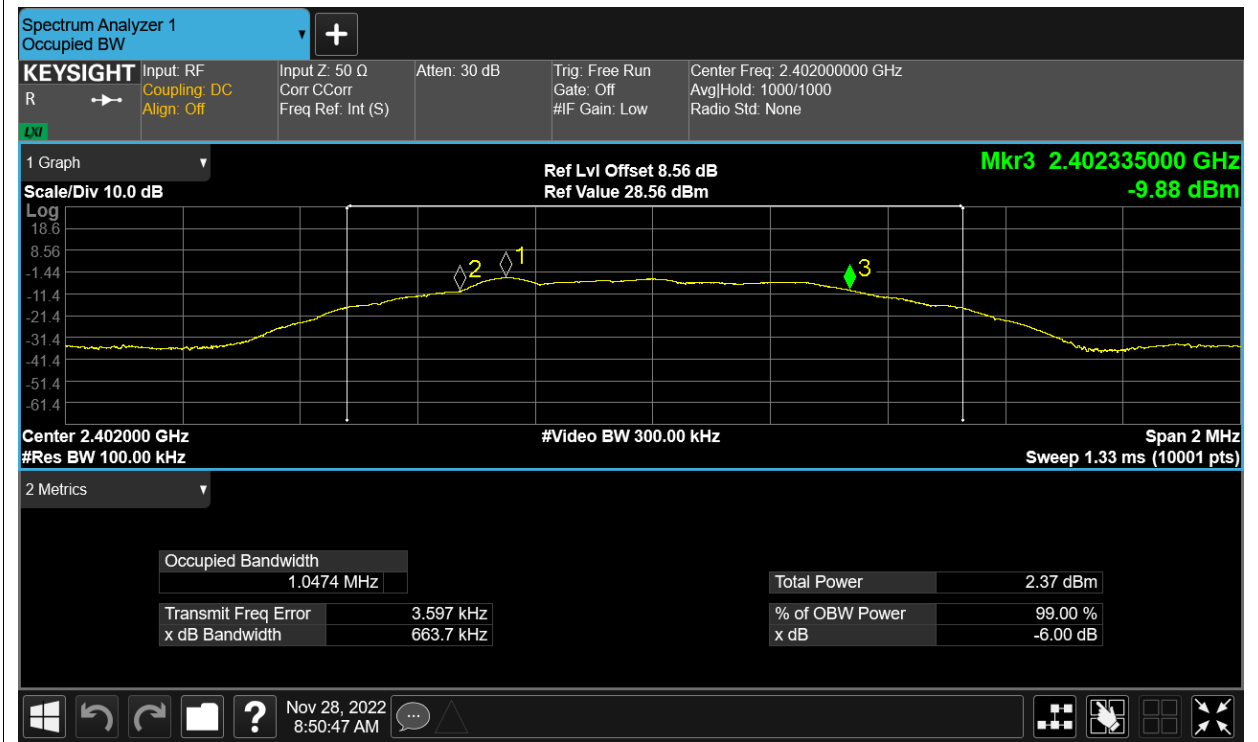 Spectrum Analyzer 1
Occupied BW
+
KEYSIGHT
R
LXI
Input: RF
Coupling: DC
Align: Off
Input Z: 50 Ω
Corr CCorr
Freq Ref: Int (S)
Atten: 30 dB
Trig: Free Run
Gate: Off
#IF Gain: Low
Center Freq: 2.402000000 GHz
Avg|Hold: 1000/1000
Radio Std: None
1 Graph
Scale/Div 10.0 dB
Ref Lvl Offset 8.56 dB
Ref Value 28.56 dBm
Mkr3 2.402335000 GHz
-9.88 dBm
Log
18.6
8.56
-1.44
-11.4
-21.4
-31.4
-41.4
-51.4
-61.4
2
1
3
Center 2.402000 GHz
#Video BW 300.00 kHz
Span 2 MHz
#Res BW 100.00 kHz
Sweep 1.33 ms (10001 pts)
2 Metrics
Occupied Bandwidth
1.0474 MHz
Total Power 2.37 dBm
Transmit Freq Error 3.597 kHz
% of OBW Power 99.00 %
x dB Bandwidth 663.7 kHz
x dB -6.00 dB
?
Nov 28, 2022
8:50:47 AM